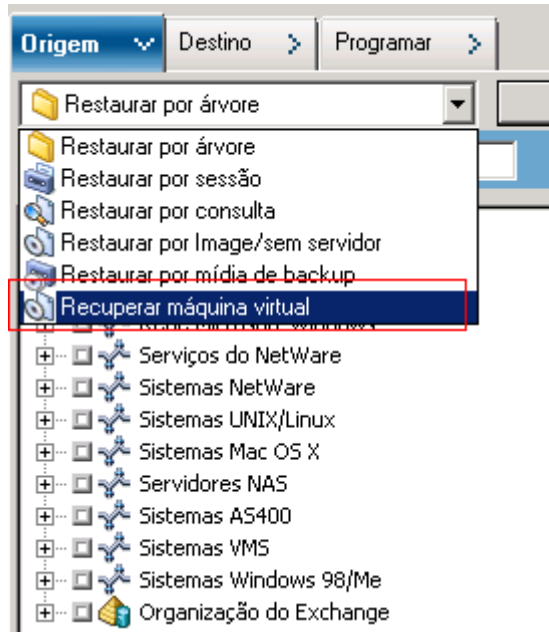 Origem Destino Programar
Restaurar por árvore
Restaurar por árvore
Restaurar por sessão
Restaurar por consulta
Restaurar por Image/sem servidor
Restaurar por mídia de backup
Recuperar máquina virtual
Serviços do NetWare
Sistemas NetWare
Sistemas UNIX/Linux
Sistemas Mac OS X
Servidores NAS
Sistemas AS400
Sistemas VMS
Sistemas Windows 98/Me
Organização do Exchange